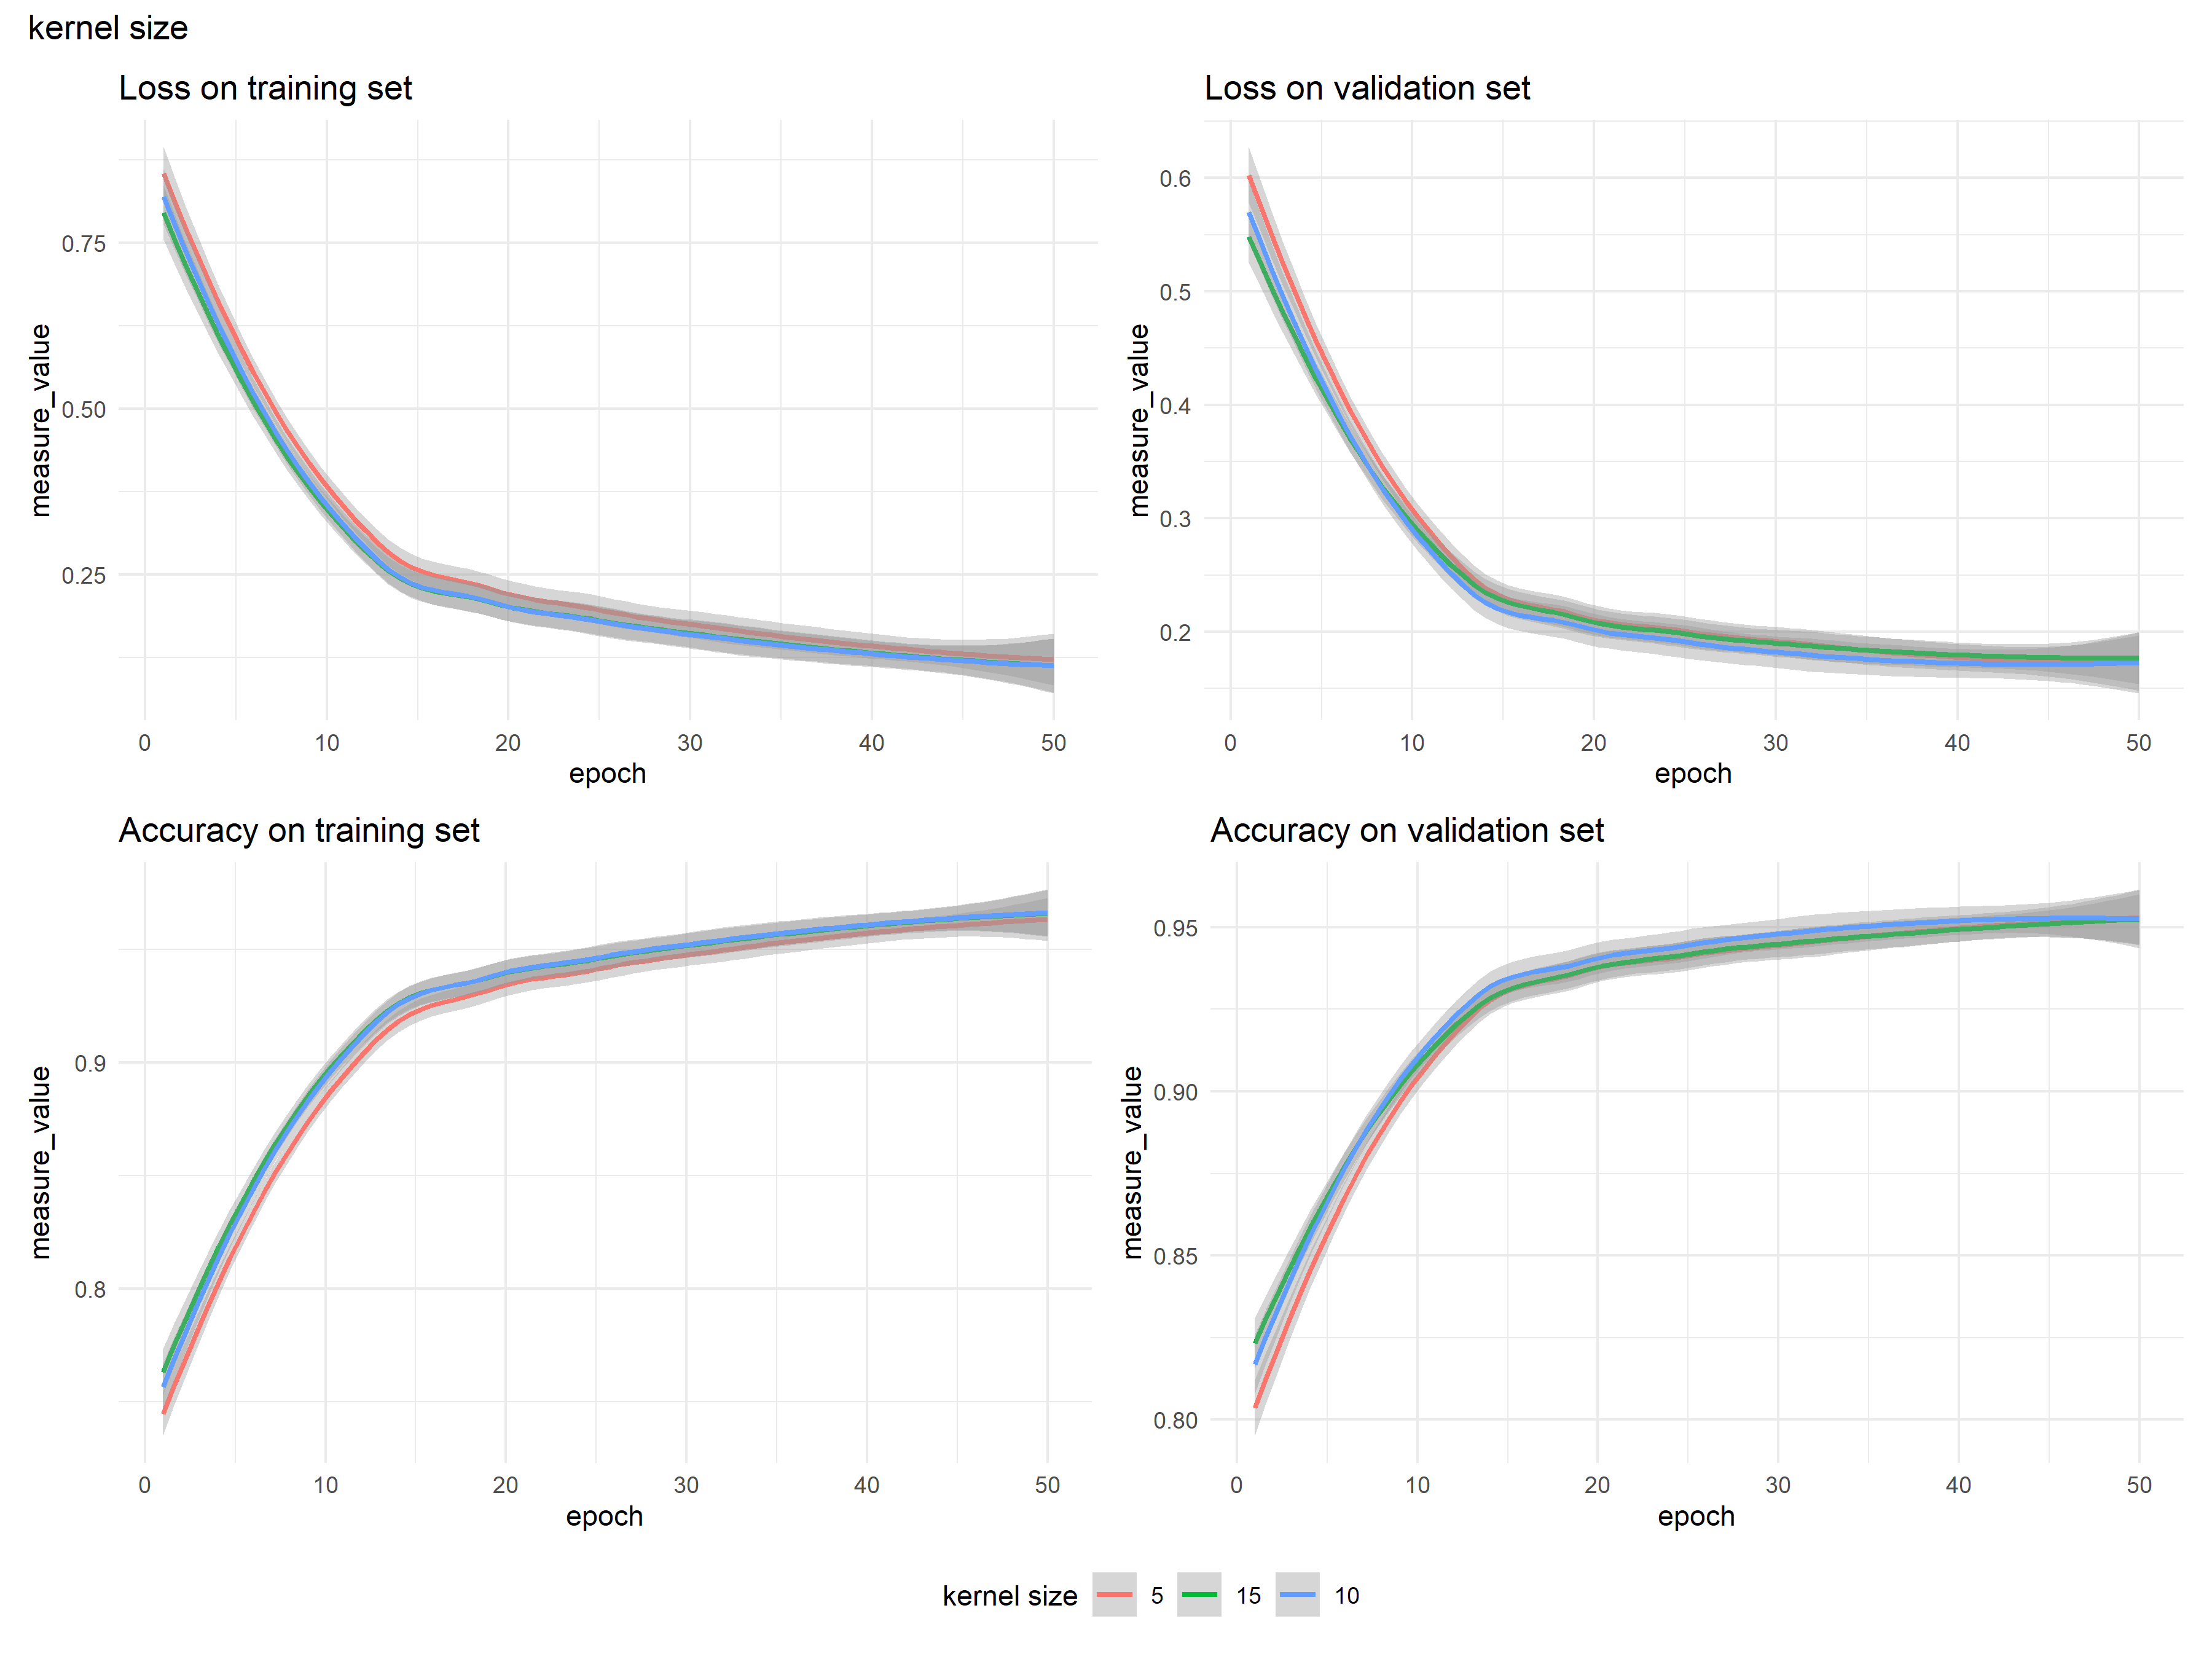 kernel size
Loss on training set
measure_value
0.75
0.50
0.25
0 10 20 30 40 50
epoch
Loss on validation set
measure_value
0.6
0.5
0.4
0.3
0.2
0 10 20 30 40 50
epoch
Accuracy on training set
measure_value
0.9
0.8
0 10 20 30 40 50
epoch
Accuracy on validation set
measure_value
0.95
0.90
0.85
0.80
0 10 20 30 40 50
epoch
kernel size 5 15 10